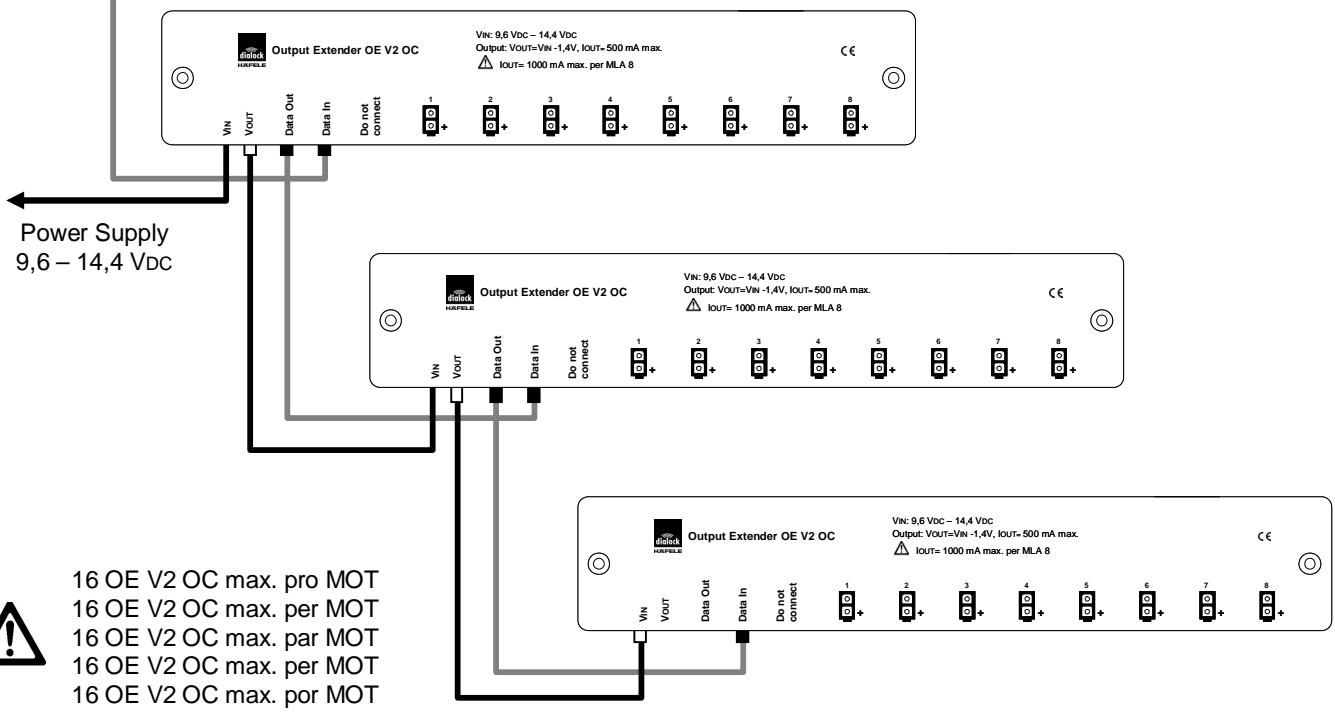 dialock
HÄFELE
Output Extender OE V2 OC
VIN: 9,6 VDC – 14,4 VDC
Output: VOUT=VIN -1,4V, IOUT= 500 mA max.
IOUT= 1000 mA max. per MLA 8
CE
VIN
VOUT
Data Out
Data In
Do not
connect
1 2 3 4 5 6 7 8
+ + + + + + + +
Power Supply
9,6 – 14,4 VDC
dialock
HÄFELE
Output Extender OE V2 OC
VIN: 9,6 VDC – 14,4 VDC
Output: VOUT=VIN -1,4V, IOUT= 500 mA max.
IOUT= 1000 mA max. per MLA 8
CE
VIN
VOUT
Data Out
Data In
Do not
connect
1 2 3 4 5 6 7 8
+ + + + + + + +
dialock
HÄFELE
Output Extender OE V2 OC
VIN: 9,6 VDC – 14,4 VDC
Output: VOUT=VIN -1,4V, IOUT= 500 mA max.
IOUT= 1000 mA max. per MLA 8
CE
VIN
VOUT
Data Out
Data In
Do not
connect
1 2 3 4 5 6 7 8
+ + + + + + + +
16 OE V2 OC max. pro MOT
16 OE V2 OC max. per MOT
16 OE V2 OC max. par MOT
16 OE V2 OC max. per MOT
16 OE V2 OC max. por MOT